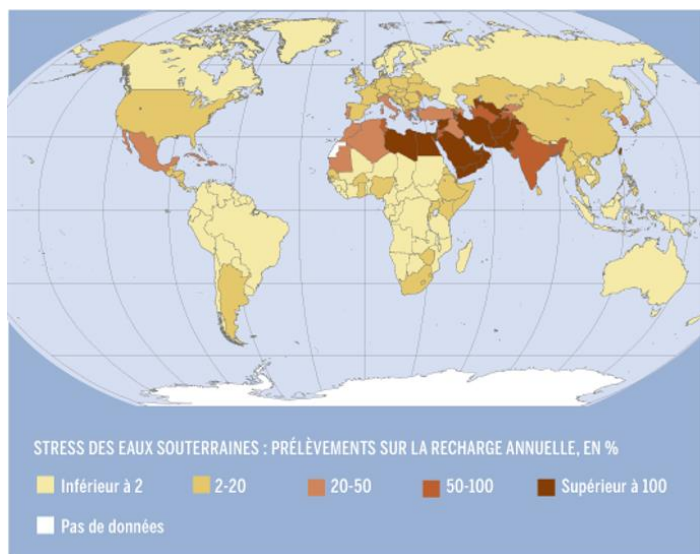 STRESS DES EAUX SOUTERRAINES : PRÉLÈVEMENTS SUR LA RECHARGE ANNUELLE, EN %
Inférieur à 2 2-20 20-50 50-100 Supérieur à 100
Pas de données